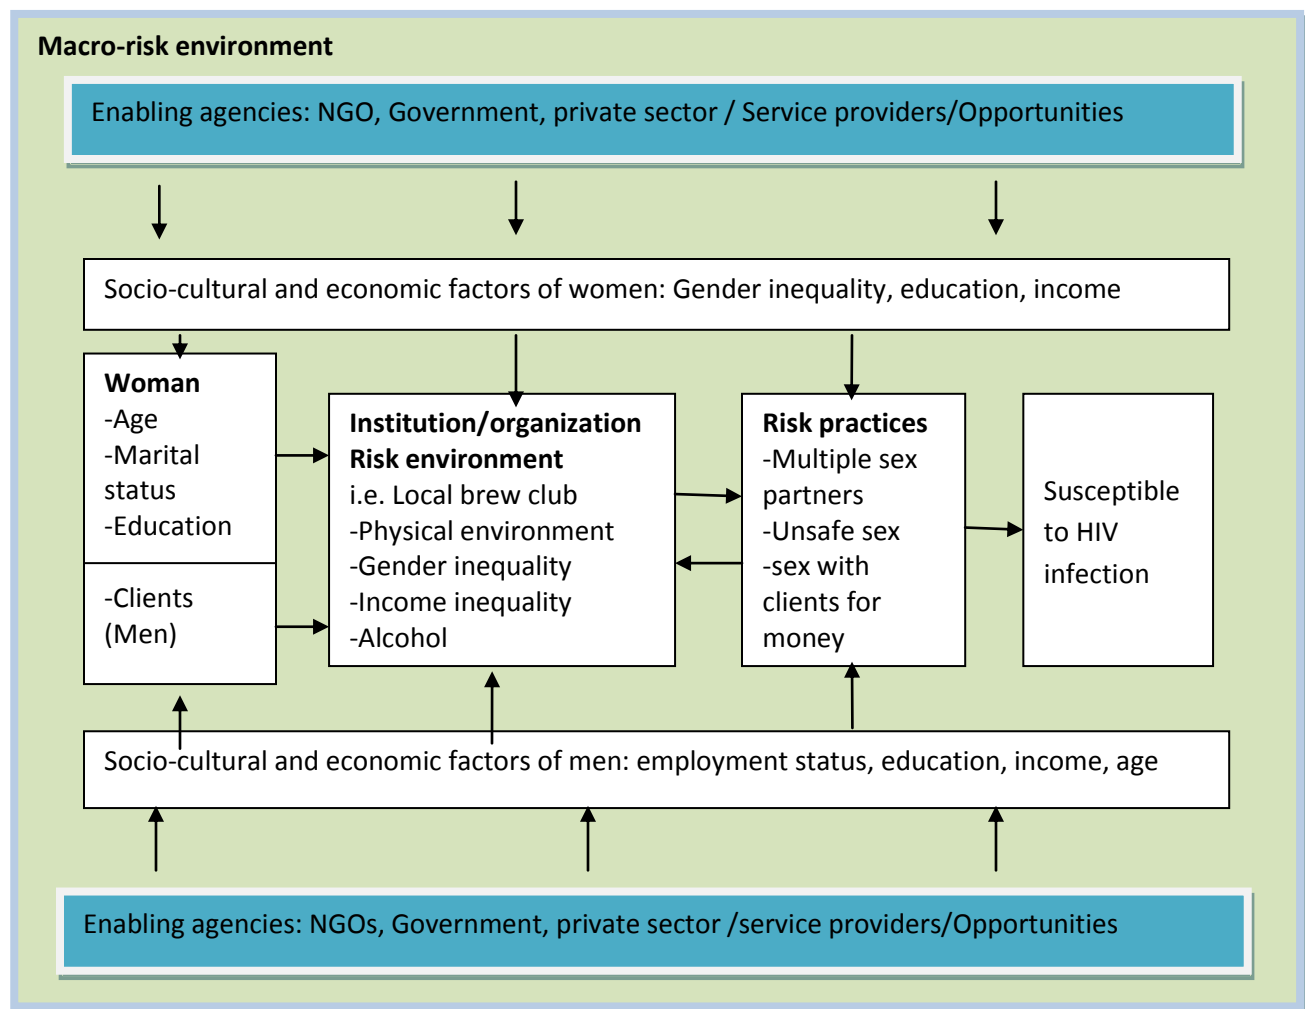 Macro-risk environment
Enabling agencies: NGO, Government, private sector / Service providers/Opportunities
Socio-cultural and economic factors of women: Gender inequality, education, income
Woman
-Age
-Marital
status
-Education
-Clients
(Men)
Institution/organization
Risk environment
i.e. Local brew club
-Physical environment
-Gender inequality
-Income inequality
-Alcohol
Risk practices
-Multiple sex
partners
-Unsafe sex
-sex with
clients for
money
Susceptible
to HIV
infection
Socio-cultural and economic factors of men: employment status, education, income, age
Enabling agencies: NGOs, Government, private sector /service providers/Opportunities